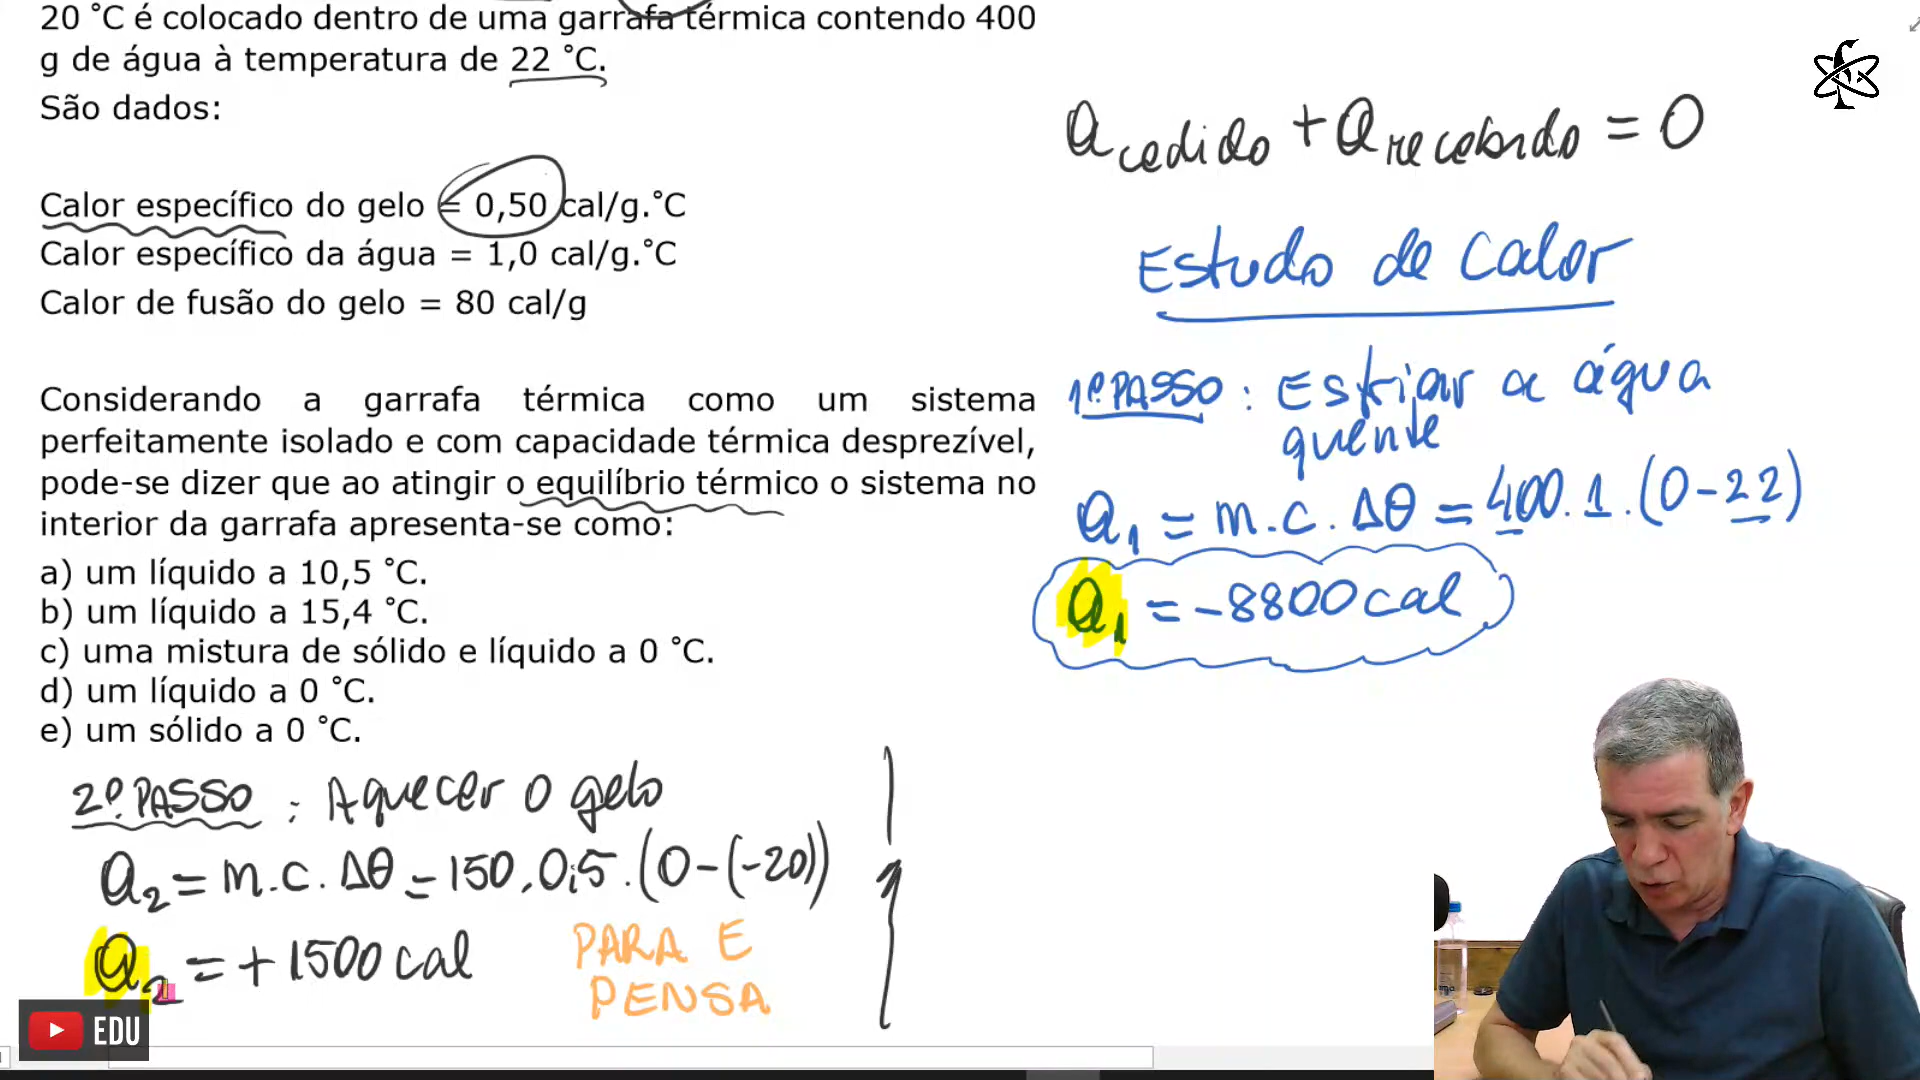 20 °C é colocado dentro de uma garrafa térmica contendo 400
g de água à temperatura de 22 °C.
São dados:
Calor específico do gelo = 0,50 cal/g.°C
Calor específico da água = 1,0 cal/g.°C
Calor de fusão do gelo = 80 cal/g
Considerando a garrafa térmica como um sistema
perfeitamente isolado e com capacidade térmica desprezível,
pode-se dizer que ao atingir o equilíbrio térmico o sistema no
interior da garrafa apresenta-se como:
a) um líquido a 10,5 °C.
b) um líquido a 15,4 °C.
c) uma mistura de sólido e líquido a 0 °C.
d) um líquido a 0 °C.
e) um sólido a 0 °C.
2º PASSO : Aquecer o gelo
Q2 = m.c.Δθ = 150.0,5.(0-(-20))
Q2 = +1500 cal
PARA E
PENSA
Qcedido + Qrecebido = 0
Estudo de Calor
1º PASSO : Esfriar a água
quente
Q1 = m.c.Δθ = 400.1.(0-22)
Q1 = -8800 cal
EDU